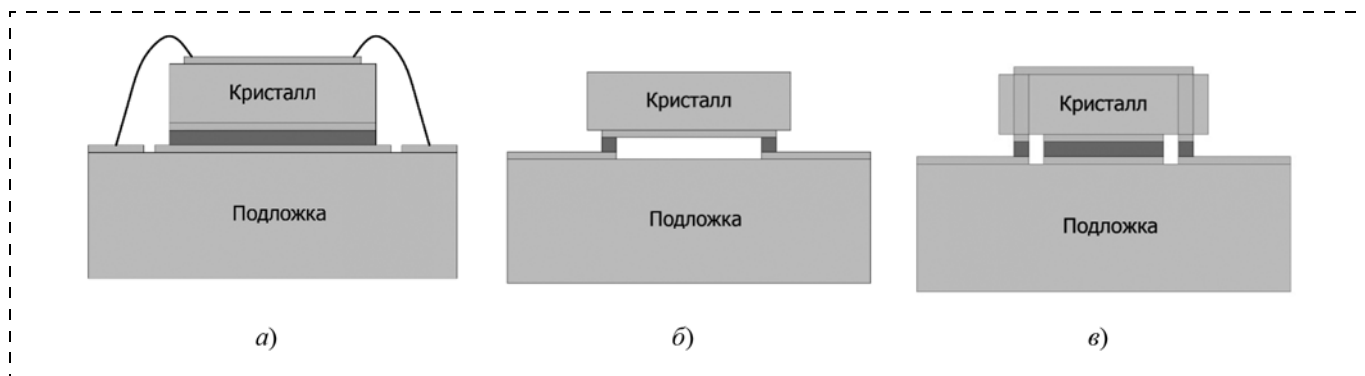 Кристалл
Подложка
а)
Кристалл
Подложка
б)
Кристалл
Подложка
в)